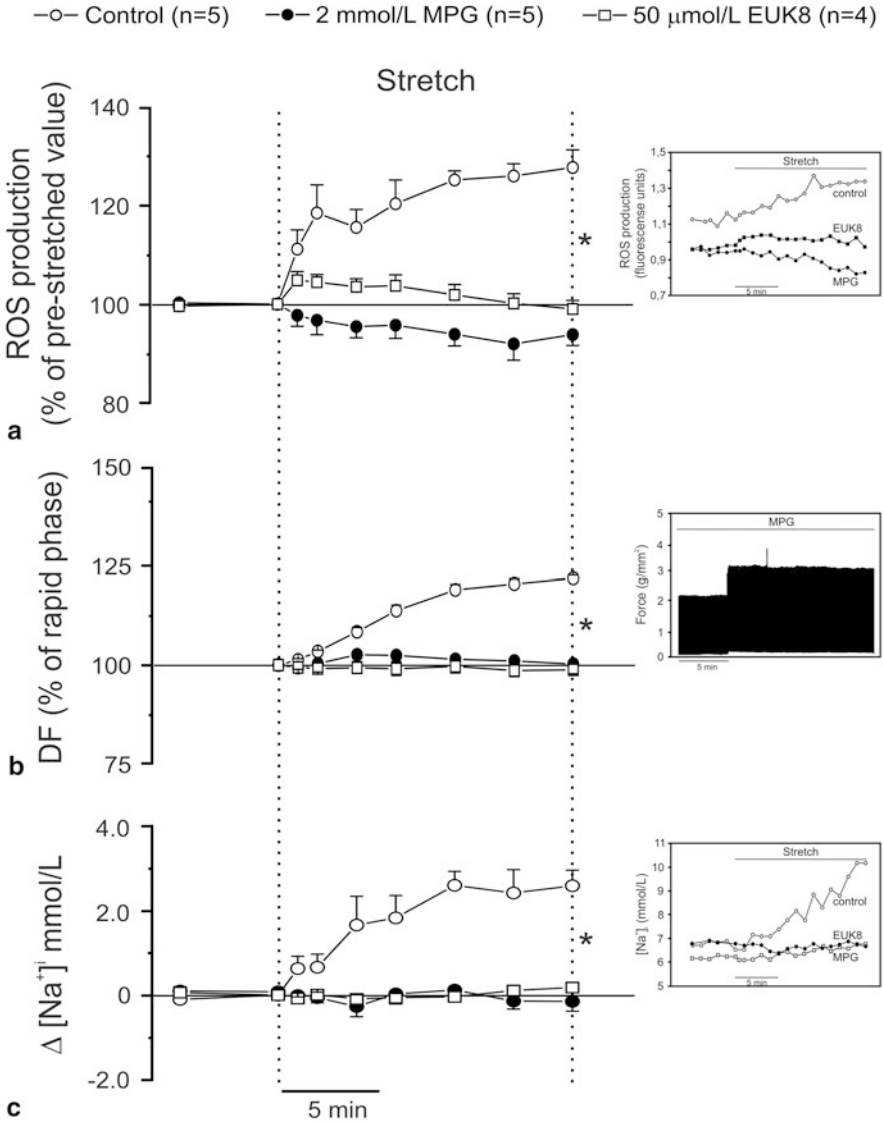 Control (n=5) 2 mmol/L MPG (n=5) 50 μmol/L EUK8 (n=4)
Stretch
ROS production
(% of pre-stretched value)
140
120
100
80
*
a
ROS production
(fluorescense units)
1,5
1,3
1,1
0,9
0,7
Stretch
control
EUK8
MPG
5 min
DF (% of rapid phase)
150
125
100
75
*
b
Force (g/mm²)
5
4
3
2
1
0
MPG
5 min
Δ [Na⁺]ⁱ mmol/L
4.0
2.0
0
-2.0
*
5 min
c
[Na⁺]ᵢ (mmol/L)
11
10
9
8
7
6
5
Stretch
control
EUK8
MPG
5 min